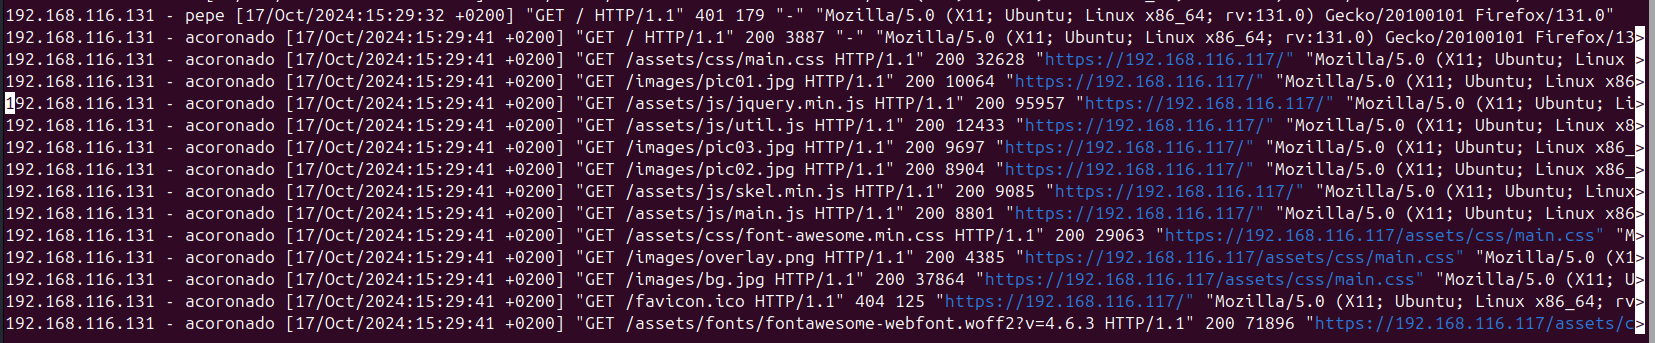 192.168.116.131 - pepe [17/Oct/2024:15:29:32 +0200] "GET / HTTP/1.1" 401 179 "-" "Mozilla/5.0 (X11; Ubuntu; Linux x86_64; rv:131.0) Gecko/20100101 Firefox/131.0"
192.168.116.131 - acoronado [17/Oct/2024:15:29:41 +0200] "GET / HTTP/1.1" 200 3887 "-" "Mozilla/5.0 (X11; Ubuntu; Linux x86_64; rv:131.0) Gecko/20100101 Firefox/13>
192.168.116.131 - acoronado [17/Oct/2024:15:29:41 +0200] "GET /assets/css/main.css HTTP/1.1" 200 32628 "https://192.168.116.117/" "Mozilla/5.0 (X11; Ubuntu; Linux >
192.168.116.131 - acoronado [17/Oct/2024:15:29:41 +0200] "GET /images/pic01.jpg HTTP/1.1" 200 10064 "https://192.168.116.117/" "Mozilla/5.0 (X11; Ubuntu; Linux x86>
192.168.116.131 - acoronado [17/Oct/2024:15:29:41 +0200] "GET /assets/js/jquery.min.js HTTP/1.1" 200 95957 "https://192.168.116.117/" "Mozilla/5.0 (X11; Ubuntu; Li>
192.168.116.131 - acoronado [17/Oct/2024:15:29:41 +0200] "GET /assets/js/util.js HTTP/1.1" 200 12433 "https://192.168.116.117/" "Mozilla/5.0 (X11; Ubuntu; Linux x8>
192.168.116.131 - acoronado [17/Oct/2024:15:29:41 +0200] "GET /images/pic03.jpg HTTP/1.1" 200 9697 "https://192.168.116.117/" "Mozilla/5.0 (X11; Ubuntu; Linux x86_>
192.168.116.131 - acoronado [17/Oct/2024:15:29:41 +0200] "GET /images/pic02.jpg HTTP/1.1" 200 8904 "https://192.168.116.117/" "Mozilla/5.0 (X11; Ubuntu; Linux x86_>
192.168.116.131 - acoronado [17/Oct/2024:15:29:41 +0200] "GET /assets/js/skel.min.js HTTP/1.1" 200 9085 "https://192.168.116.117/" "Mozilla/5.0 (X11; Ubuntu; Linux>
192.168.116.131 - acoronado [17/Oct/2024:15:29:41 +0200] "GET /assets/js/main.js HTTP/1.1" 200 8801 "https://192.168.116.117/" "Mozilla/5.0 (X11; Ubuntu; Linux x86>
192.168.116.131 - acoronado [17/Oct/2024:15:29:41 +0200] "GET /assets/css/font-awesome.min.css HTTP/1.1" 200 29063 "https://192.168.116.117/assets/css/main.css" "M>
192.168.116.131 - acoronado [17/Oct/2024:15:29:41 +0200] "GET /images/overlay.png HTTP/1.1" 200 4385 "https://192.168.116.117/assets/css/main.css" "Mozilla/5.0 (X1>
192.168.116.131 - acoronado [17/Oct/2024:15:29:41 +0200] "GET /images/bg.jpg HTTP/1.1" 200 37864 "https://192.168.116.117/assets/css/main.css" "Mozilla/5.0 (X11; U>
192.168.116.131 - acoronado [17/Oct/2024:15:29:41 +0200] "GET /favicon.ico HTTP/1.1" 404 125 "https://192.168.116.117/" "Mozilla/5.0 (X11; Ubuntu; Linux x86_64; rv>
192.168.116.131 - acoronado [17/Oct/2024:15:29:41 +0200] "GET /assets/fonts/fontawesome-webfont.woff2?v=4.6.3 HTTP/1.1" 200 71896 "https://192.168.116.117/assets/c>